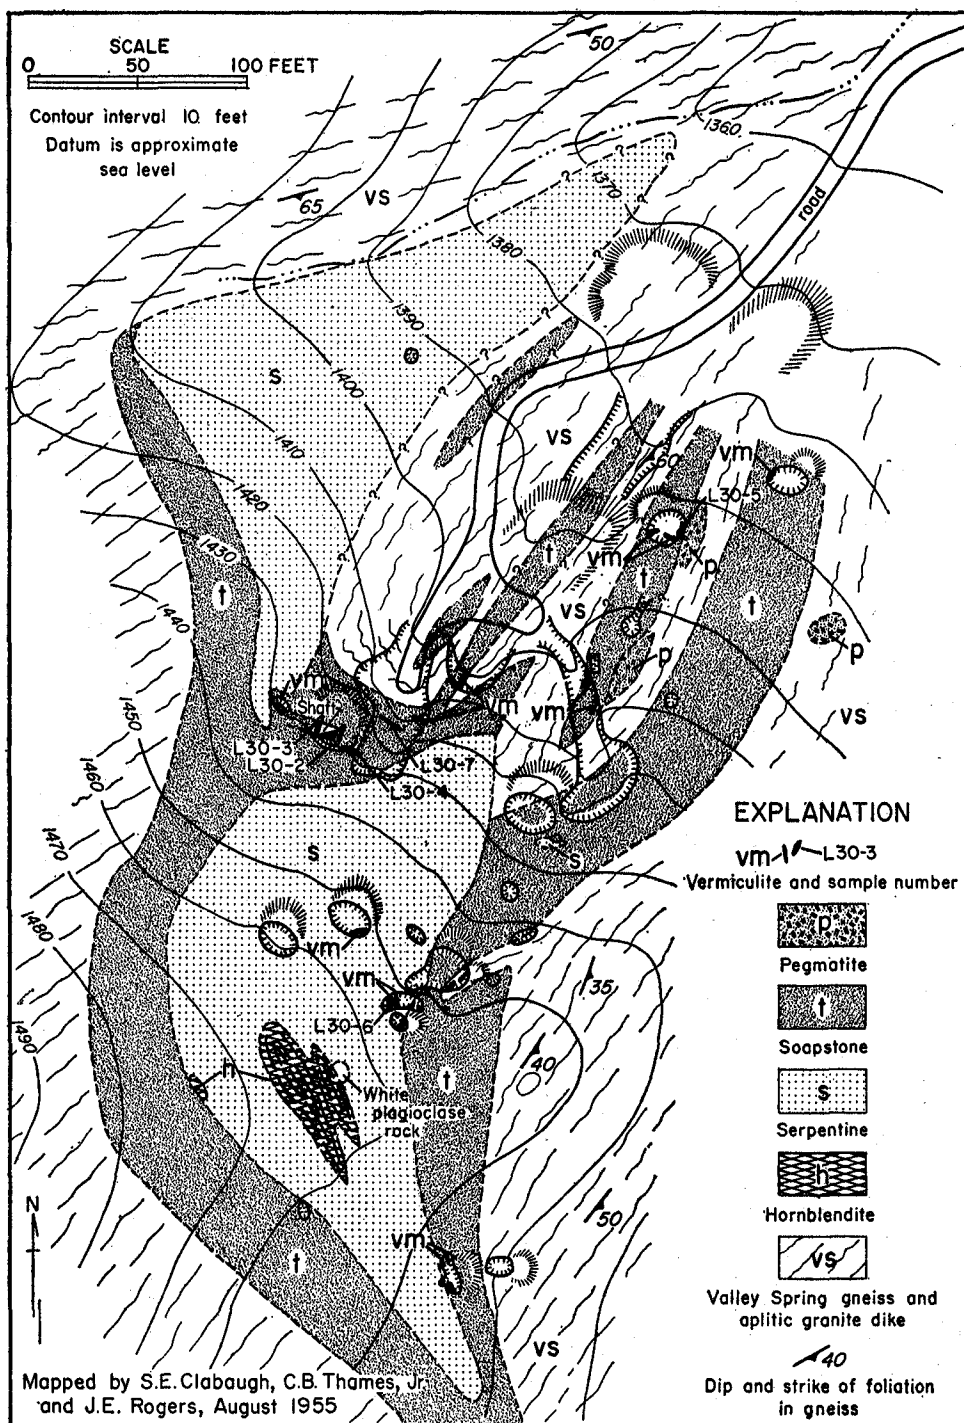 SCALE
0 50 100 FEET
Contour interval 10 feet
Datum is approximate
sea level
50
1360
VS
65
1370
road
1380
1390
S
1400
VS
vm
60
L30-5
1410
1420
t
vm
p
1430
t
t
t
VS
1440
p
p
vm
Shaft
vm
vm
VS
1450
L30-3
L30-2
L30-7
L30-4
1460
EXPLANATION
S
S
vm L30-3
Vermiculite and sample number
1470
p
Pegmatite
vm
1480
vm
35
t
Soapstone
L30-6
1490
40
h
t
S
White
plagioclase
rock
Serpentine
h
Hornblendite
N
50
vm
t
VS
Valley Spring gneiss and
aplitic granite dike
VS
40
Mapped by S.E. Clabaugh, C.B. Thames, Jr.
and J.E. Rogers, August 1955
Dip and strike of foliation
in gneiss